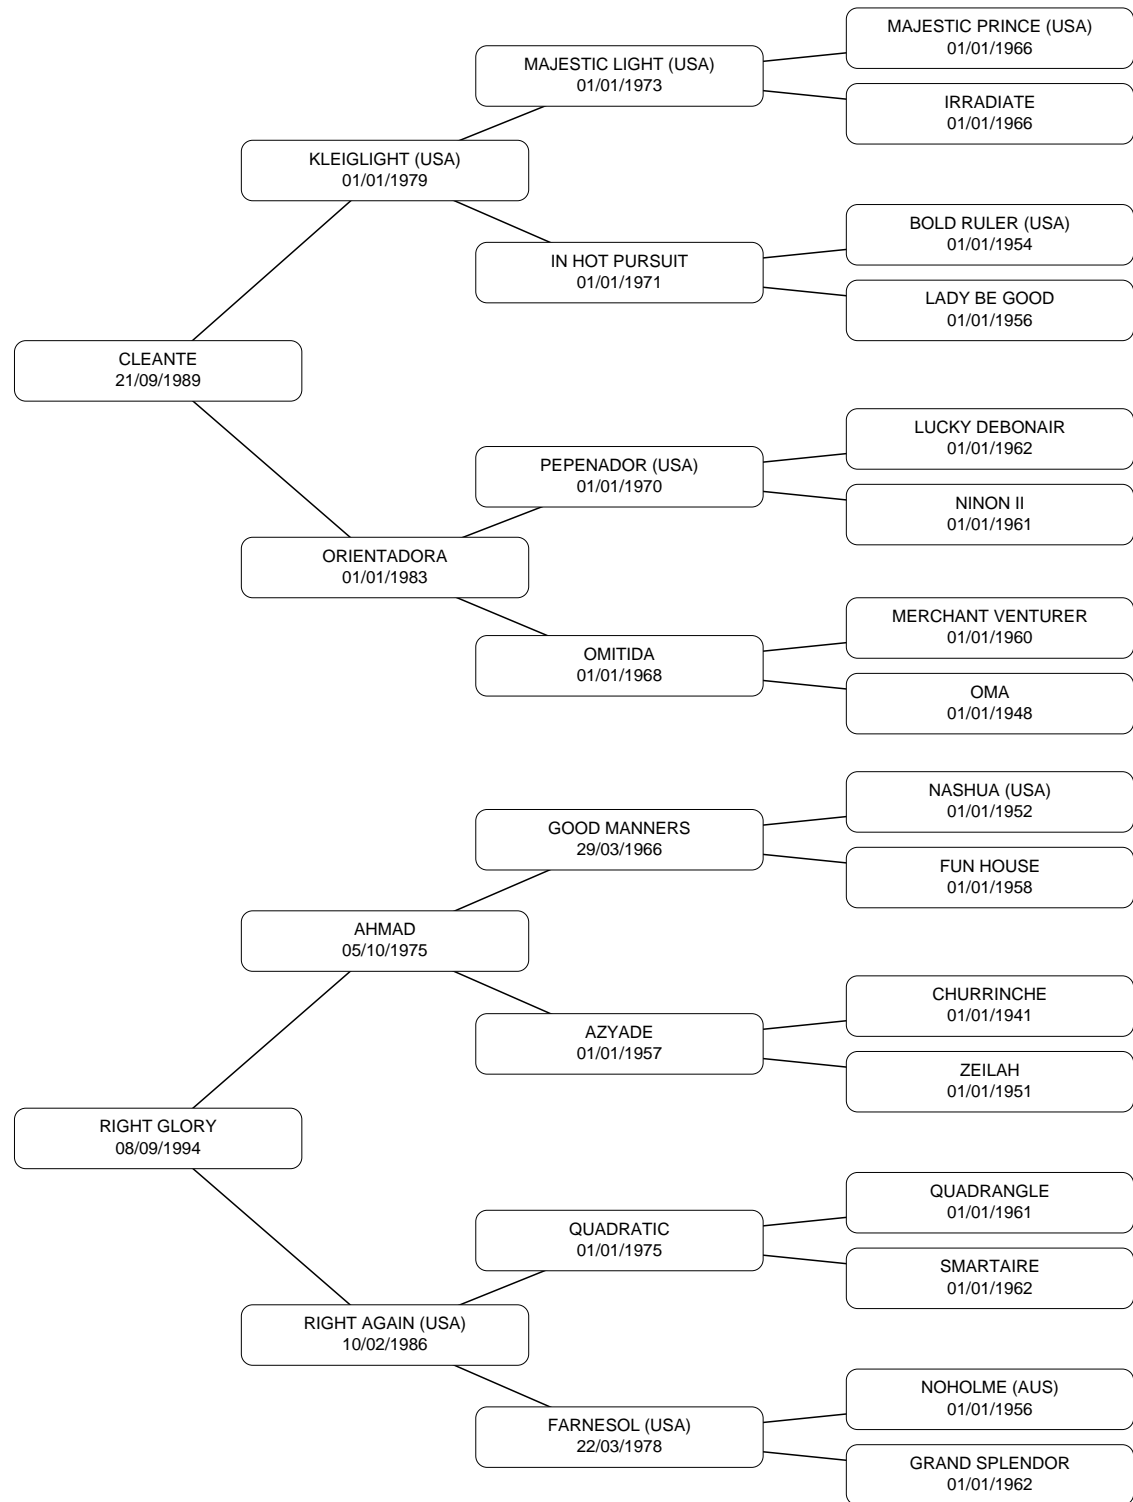 MAJESTIC PRINCE (USA)
01/01/1966
MAJESTIC LIGHT (USA)
01/01/1973
IRRADIATE
01/01/1966
KLEIGLIGHT (USA)
01/01/1979
BOLD RULER (USA)
01/01/1954
IN HOT PURSUIT
01/01/1971
LADY BE GOOD
01/01/1956
CLEANTE
21/09/1989
LUCKY DEBONAIR
01/01/1962
PEPENADOR (USA)
01/01/1970
NINON II
01/01/1961
ORIENTADORA
01/01/1983
MERCHANT VENTURER
01/01/1960
OMITIDA
01/01/1968
OMA
01/01/1948
NASHUA (USA)
01/01/1952
GOOD MANNERS
29/03/1966
FUN HOUSE
01/01/1958
AHMAD
05/10/1975
CHURRINCHE
01/01/1941
AZYADE
01/01/1957
ZEILAH
01/01/1951
RIGHT GLORY
08/09/1994
QUADRANGLE
01/01/1961
QUADRATIC
01/01/1975
SMARTAIRE
01/01/1962
RIGHT AGAIN (USA)
10/02/1986
NOHOLME (AUS)
01/01/1956
FARNESOL (USA)
22/03/1978
GRAND SPLENDOR
01/01/1962